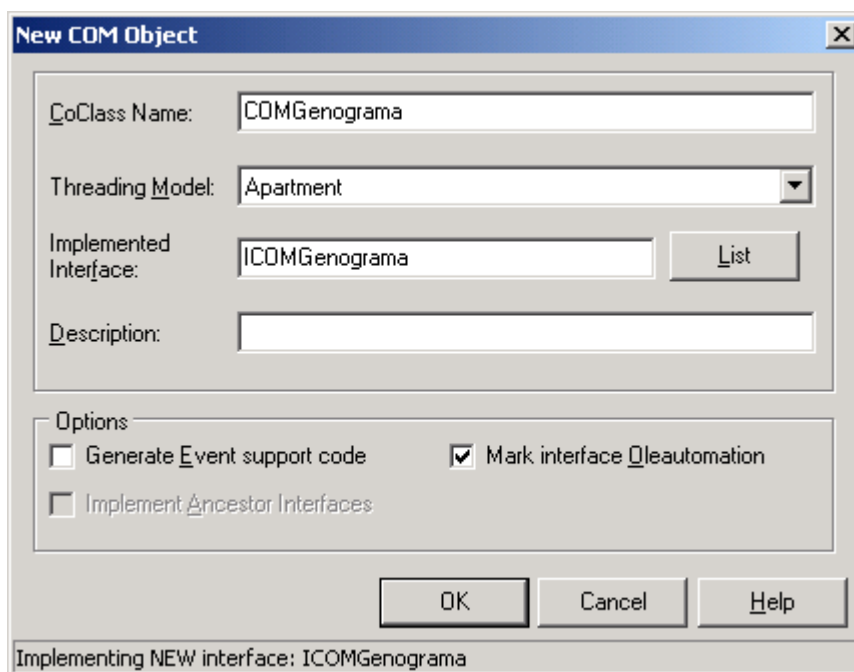 New COM Object
CoClass Name:
COMGenograma
Threading Model:
Apartment
Implemented
Interface:
ICOMGenograma
List
Description:
Options
Generate Event support code
Mark interface Oleautomation
Implement Ancestor Interfaces
OK
Cancel
Help
Implementing NEW interface: ICOMGenograma